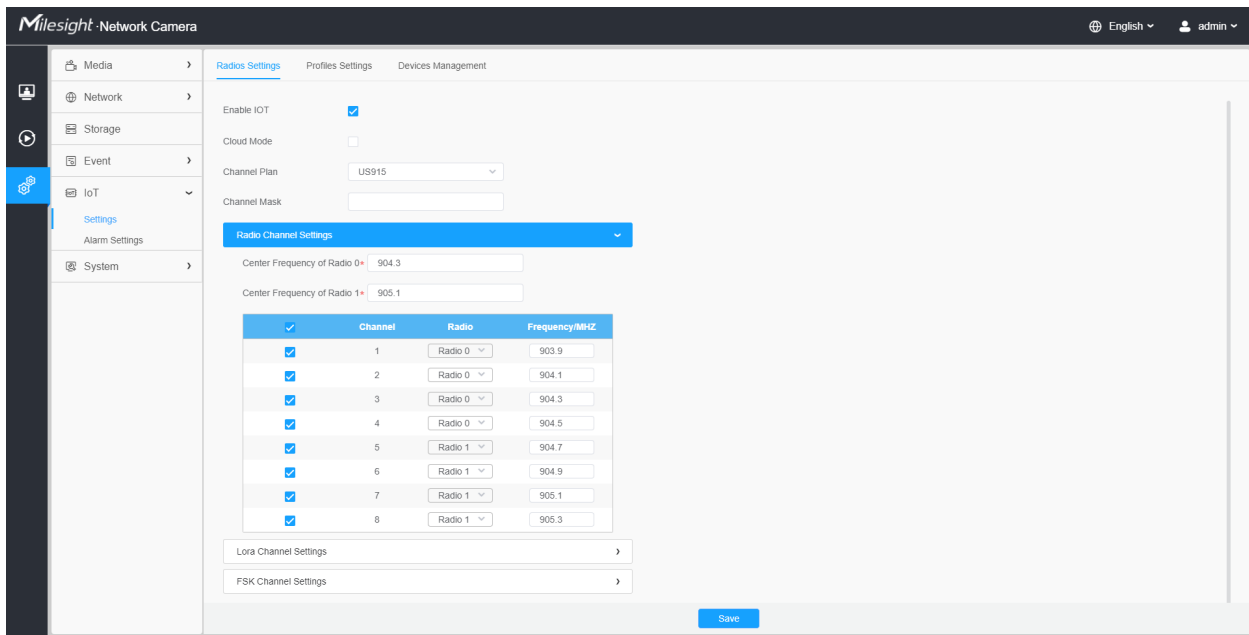 Milesight · Network Camera
English
admin
Media
Network
Storage
Event
IoT
Settings
Alarm Settings
System
Radios Settings
Profiles Settings
Devices Management
Enable IOT
Cloud Mode
Channel Plan
US915
Channel Mask
Radio Channel Settings
Center Frequency of Radio 0* 904.3
Center Frequency of Radio 1* 905.1
Channel Radio Frequency/MHZ
1 Radio 0 903.9
2 Radio 0 904.1
3 Radio 0 904.3
4 Radio 0 904.5
5 Radio 1 904.7
6 Radio 1 904.9
7 Radio 1 905.1
8 Radio 1 905.3
Lora Channel Settings
FSK Channel Settings
Save